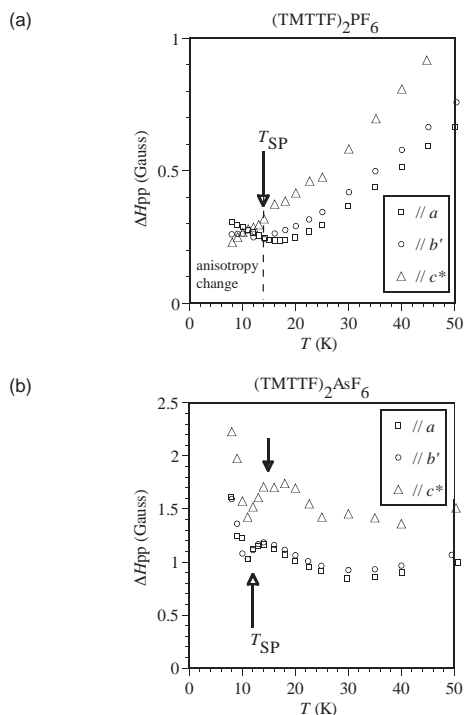 (a)
(TMTTF)2PF6
1
0.5
0
ΔHpp (Gauss)
TSP
anisotropy
change
// a
// b'
// c*
0 10 20 30 40 50
T (K)
(b)
(TMTTF)2AsF6
2.5
2
1.5
1
0.5
0
ΔHpp (Gauss)
// a
// b'
// c*
TSP
0 10 20 30 40 50
T (K)